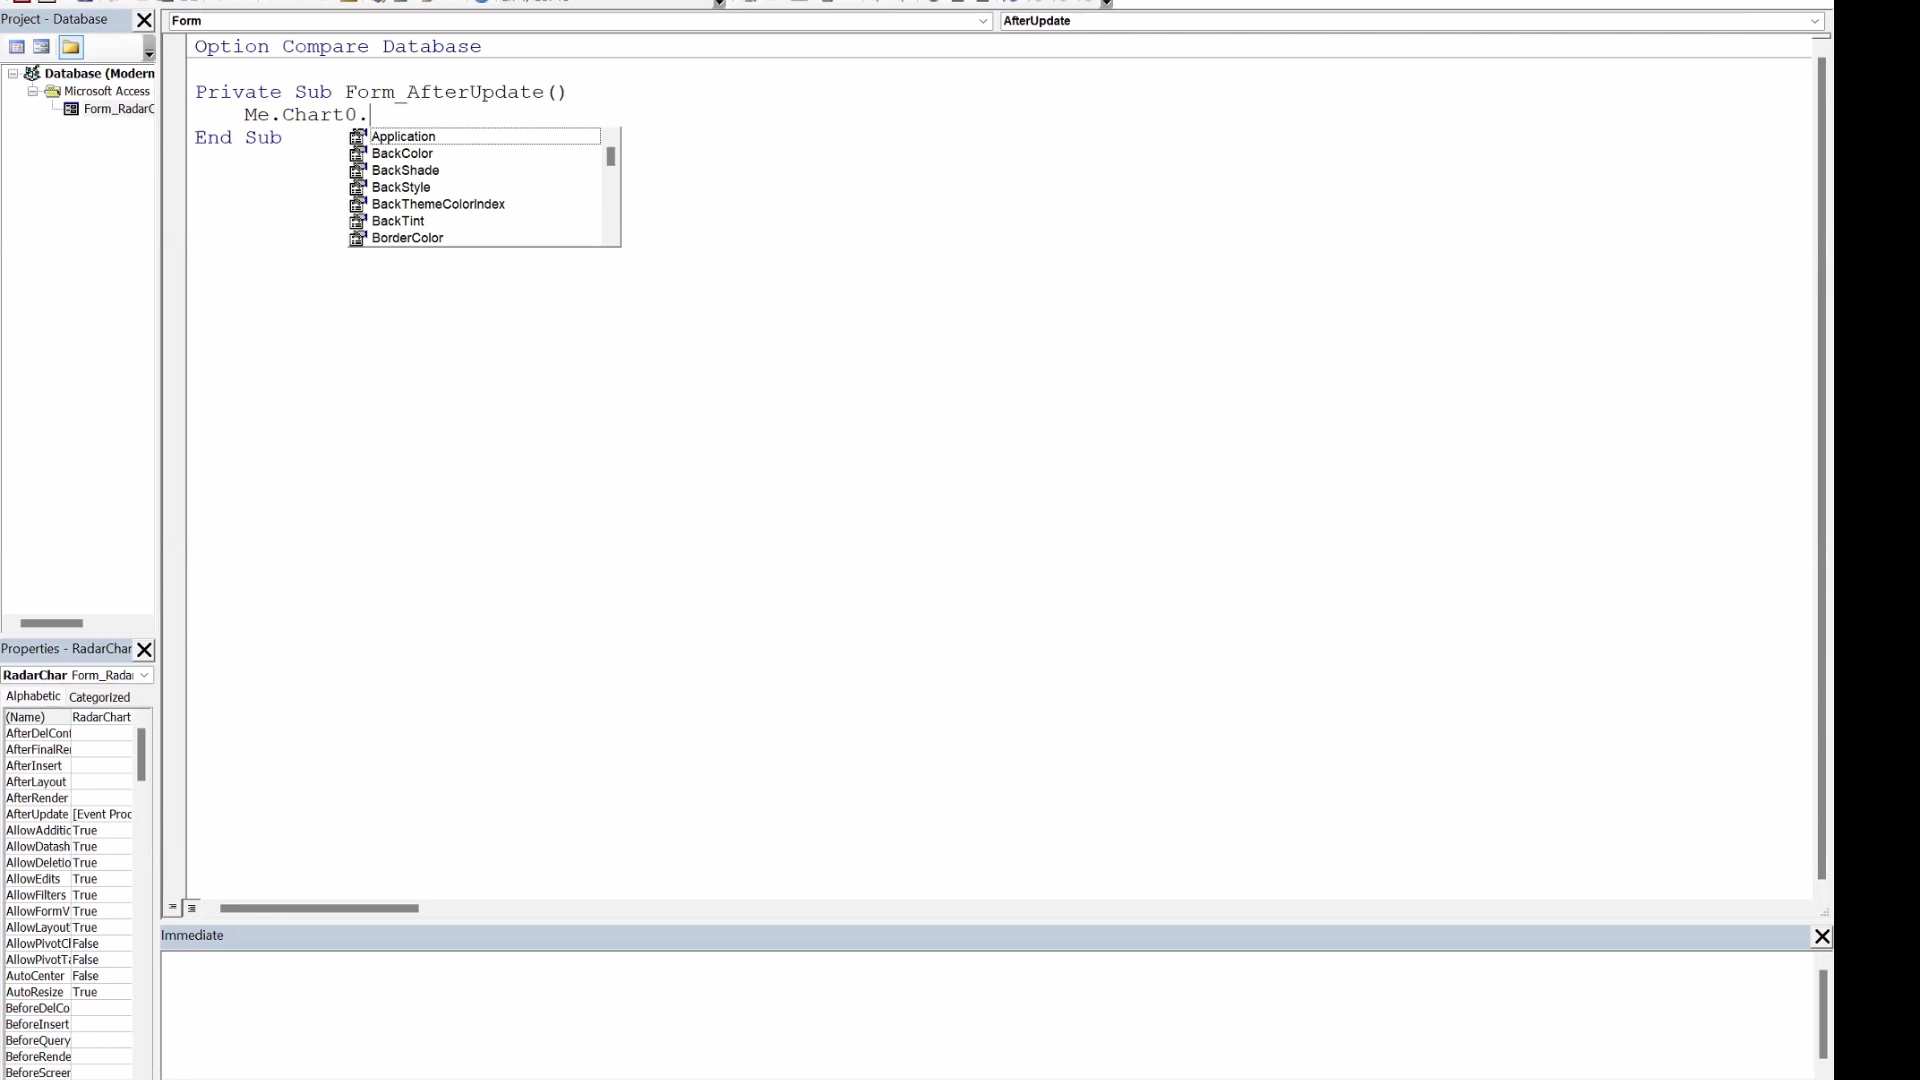 Project - Database
Form
AfterUpdate
Database (Modern
Microsoft Access
Form_RadarC
Option Compare Database
Private Sub Form_AfterUpdate()
Me.Chart0.
End Sub
Application
BackColor
BackShade
BackStyle
BackThemeColorIndex
BackTint
BorderColor
Properties - RadarChar
RadarChar Form_Rada
Alphabetic Categorized
(Name) RadarChart
AfterDelConf
AfterFinalRe
AfterInsert
AfterLayout
AfterRender
AfterUpdate [Event Proc
AllowAdditic True
AllowDatash True
AllowDeletio True
AllowEdits True
AllowFilters True
AllowFormV True
AllowLayout True
AllowPivotCl False
AllowPivotTa False
AutoCenter False
AutoResize True
BeforeDelCo
BeforeInsert
BeforeQuery
BeforeRende
BeforeScreer
Immediate